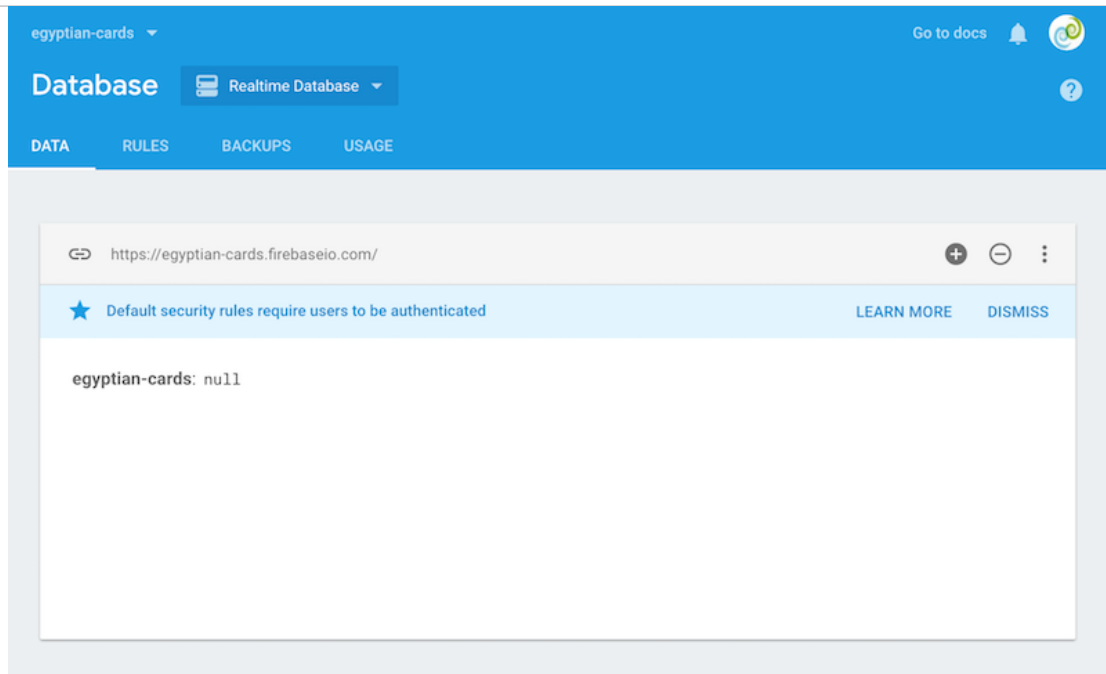 egyptian-cards
Go to docs
Database
Realtime Database
DATA RULES BACKUPS USAGE
https://egyptian-cards.firebaseio.com/
Default security rules require users to be authenticated LEARN MORE DISMISS
egyptian-cards: null